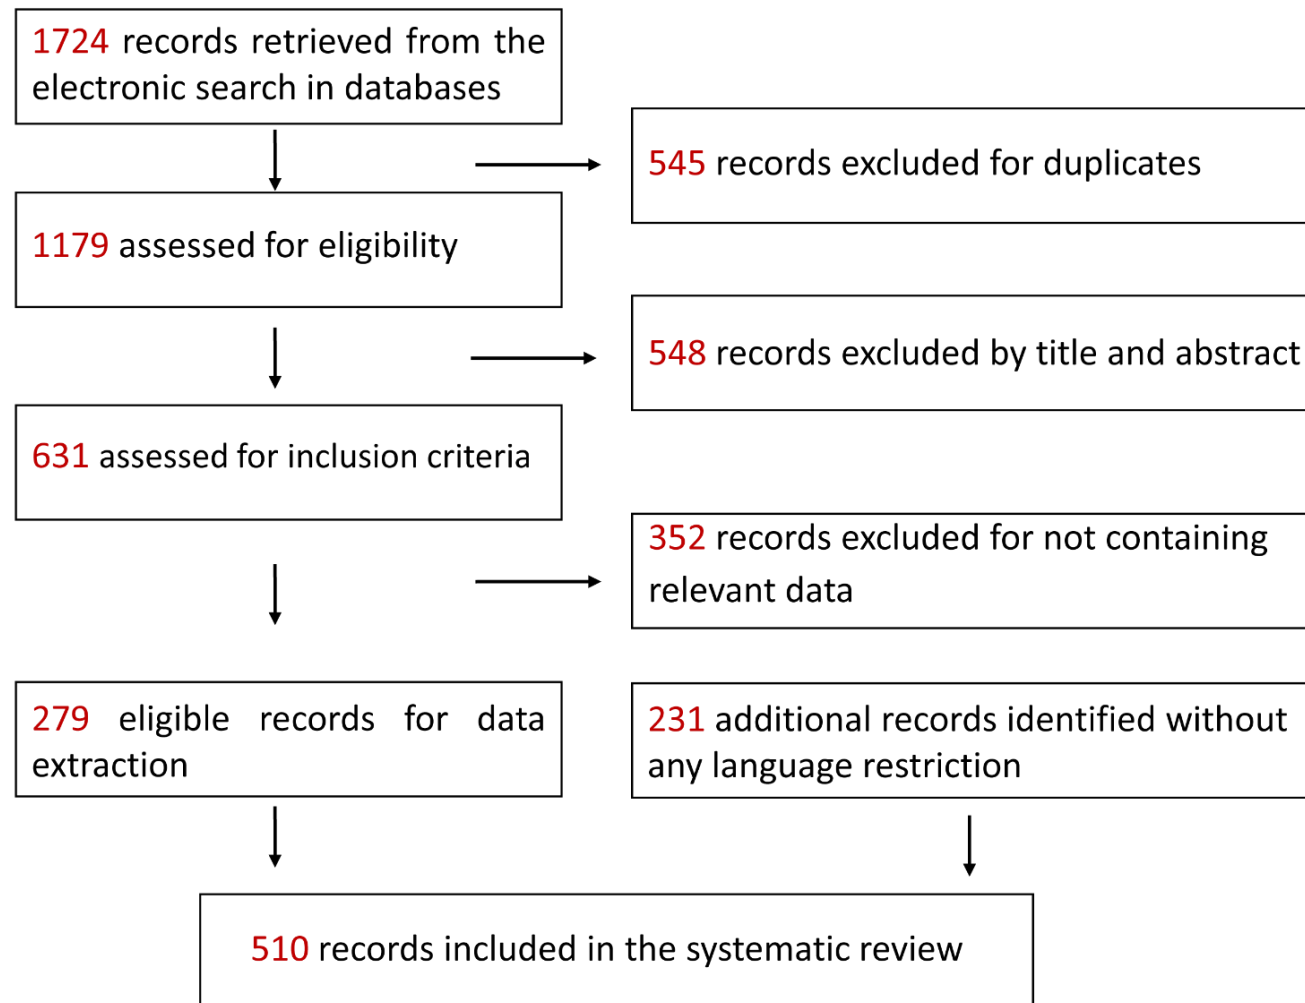 1724 records retrieved from the
electronic search in databases
545 records excluded for duplicates
1179 assessed for eligibility
548 records excluded by title and abstract
631 assessed for inclusion criteria
352 records excluded for not containing
relevant data
279 eligible records for data
extraction
231 additional records identified without
any language restriction
510 records included in the systematic review